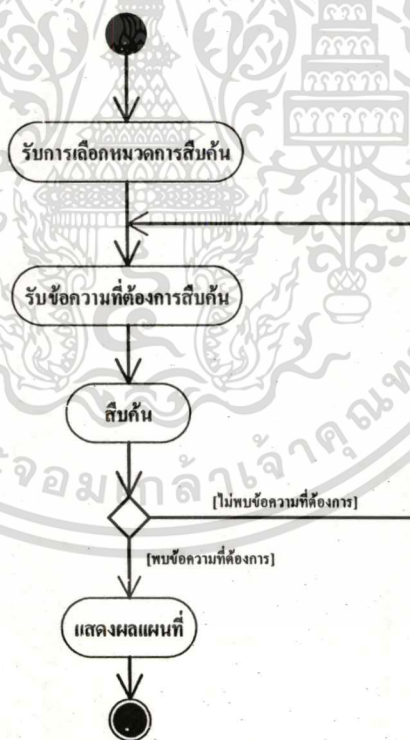 รับการเลือกหมวดการสืบค้น
รับข้อความที่ต้องการสืบค้น
สืบค้น
[ไม่พบข้อความที่ต้องการ]
[พบข้อความที่ต้องการ]
แสดงผลแผนที่